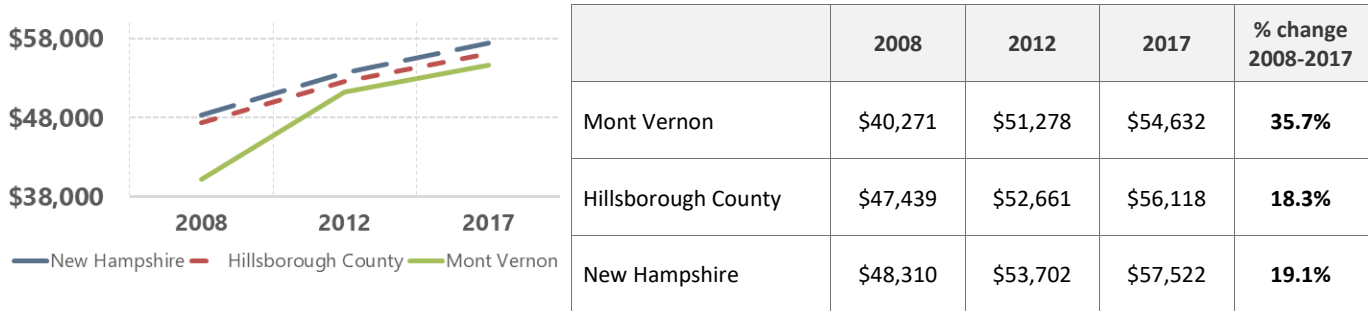 $58,000
$48,000
$38,000
2008 2012 2017
New Hampshire Hillsborough County Mont Vernon
2008 2012 2017 % change
2008-2017
Mont Vernon $40,271 $51,278 $54,632 35.7%
Hillsborough County $47,439 $52,661 $56,118 18.3%
New Hampshire $48,310 $53,702 $57,522 19.1%